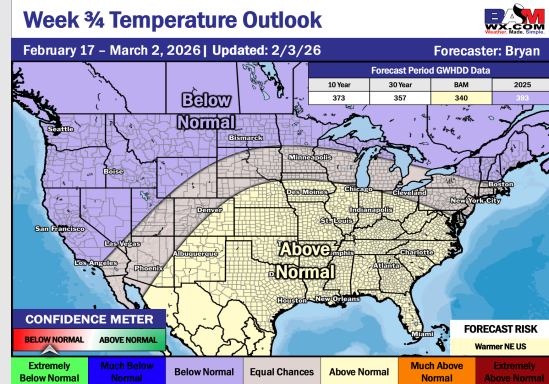 Week ¾ Temperature Outlook
BAM
WX.COM
Weather. Made. Simple.
February 17 – March 2, 2026 | Updated: 2/3/26
Forecaster: Bryan
Forecast Period GWHDD Data
10 Year 30 Year BAM 2025
373 357 340 393
Below
Normal
Seattle
Bismarck
Minneapolis
Boise
Boston
Des Moines
Chicago
Cleveland
New York City
Denver
Indianapolis
San Francisco
St. Louis
Las Vegas
Above
Normal
Los Angeles
Albuquerque
mphis
Charlotte
Phoenix
Atlanta
D
Houston
New Orleans
Miami
CONFIDENCE METER
BELOW NORMAL
ABOVE NORMAL
FORECAST RISK
Warmer NE US
Extremely
Below Normal
Much Below
Normal
Below Normal
Equal Chances
Above Normal
Much Above
Normal
Extremely
Above Normal